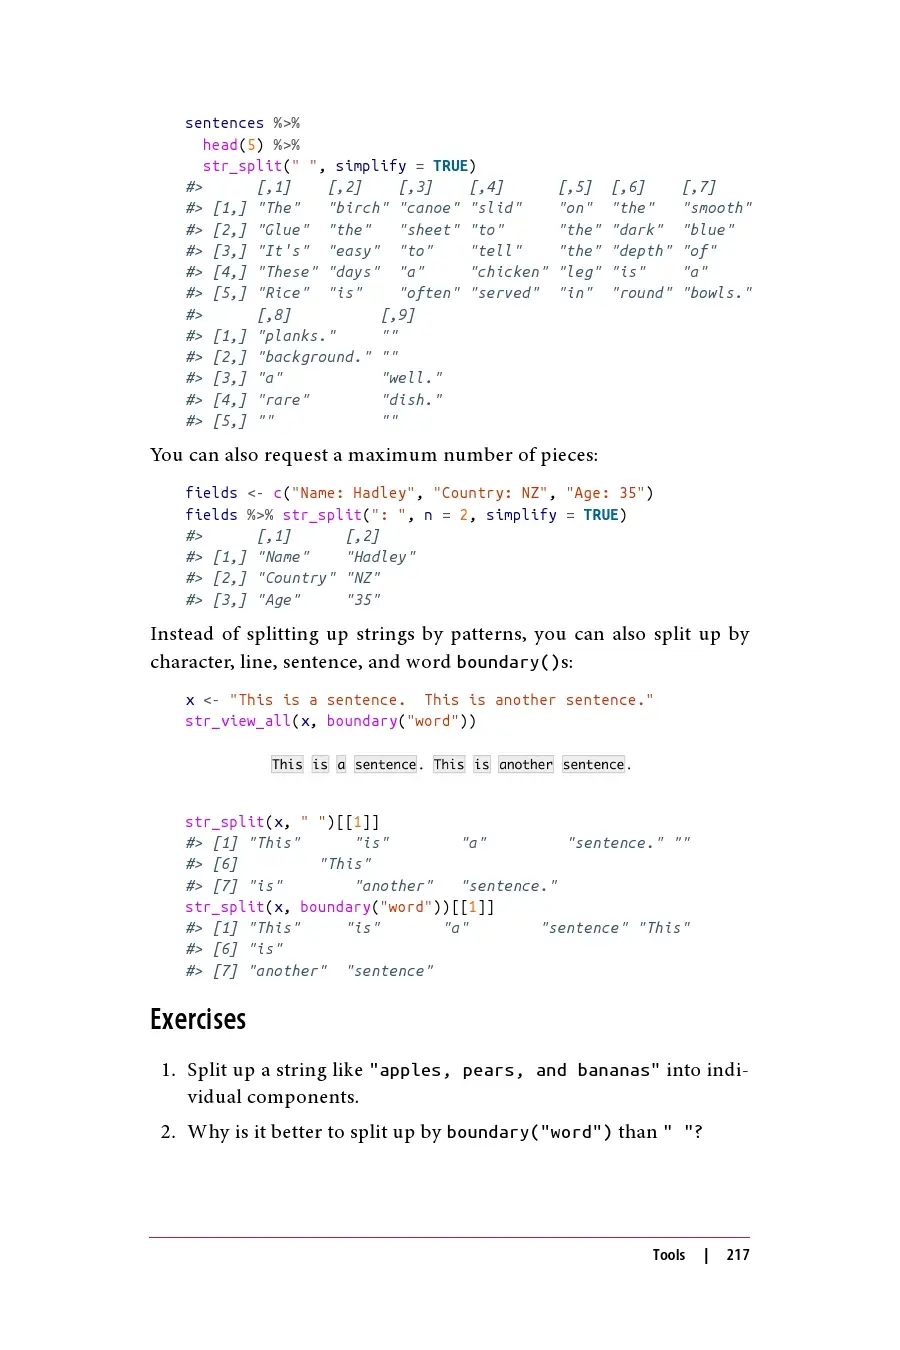 sentences %>%
  head(5) %>%
  str_split(" ", simplify = TRUE)
#>      [,1]    [,2]    [,3]    [,4]      [,5]  [,6]    [,7]
#> [1,] "The"   "birch" "canoe" "slid"    "on"  "the"   "smooth"
#> [2,] "Glue"  "the"   "sheet" "to"      "the" "dark"  "blue"
#> [3,] "It's"  "easy"  "to"    "tell"    "the" "depth" "of"
#> [4,] "These" "days"  "a"     "chicken" "leg" "is"    "a"
#> [5,] "Rice"  "is"    "often" "served"  "in"  "round" "bowls."
#>      [,8]          [,9]
#> [1,] "planks."     ""
#> [2,] "background." ""
#> [3,] "a"           "well."
#> [4,] "rare"        "dish."
#> [5,] ""            ""
You can also request a maximum number of pieces:
fields <- c("Name: Hadley", "Country: NZ", "Age: 35")
fields %>% str_split(": ", n = 2, simplify = TRUE)
#>      [,1]      [,2]
#> [1,] "Name"    "Hadley"
#> [2,] "Country" "NZ"
#> [3,] "Age"     "35"
Instead of splitting up strings by patterns, you can also split up by
character, line, sentence, and word boundary()s:
x <- "This is a sentence.  This is another sentence."
str_view_all(x, boundary("word"))
This is a sentence. This is another sentence.
str_split(x, " ")[[1]]
#> [1] "This"      "is"        "a"         "sentence." ""
#> [6]         "This"
#> [7] "is"        "another"   "sentence."
str_split(x, boundary("word"))[[1]]
#> [1] "This"     "is"       "a"        "sentence" "This"
#> [6] "is"
#> [7] "another"  "sentence"
Exercises
1. Split up a string like "apples, pears, and bananas" into indi-
vidual components.
2. Why is it better to split up by boundary("word") than " "?
Tools | 217